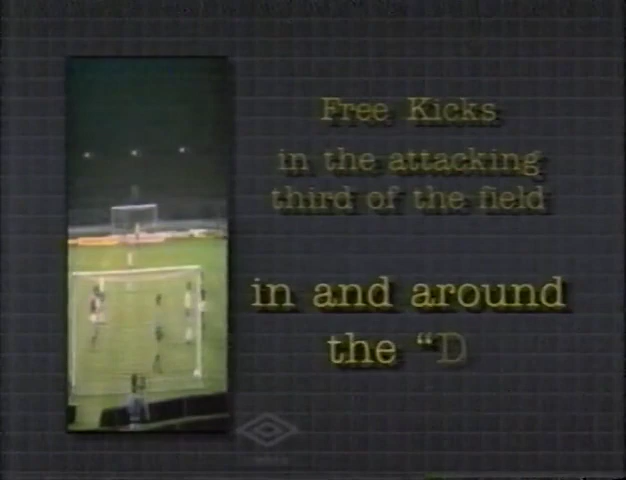 Free Kicks
in the attacking
third of the field
in and around
the “D